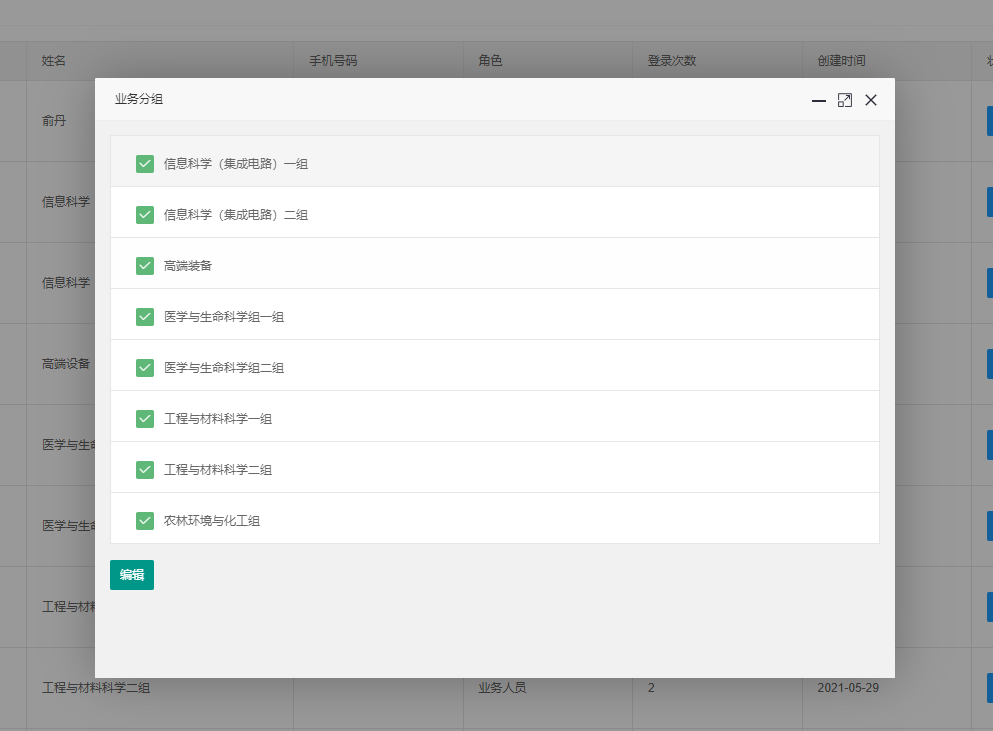 姓名 手机号码 角色 登录次数 创建时间
业务分组
俞丹
信息科学（集成电路）一组
信息科学
信息科学（集成电路）二组
高端装备
信息科学
医学与生命科学组一组
高端设备
医学与生命科学组二组
工程与材料科学一组
医学与生
工程与材料科学二组
医学与生
农林环境与化工组
编辑
工程与材
工程与材料科学二组 业务人员 2 2021-05-29